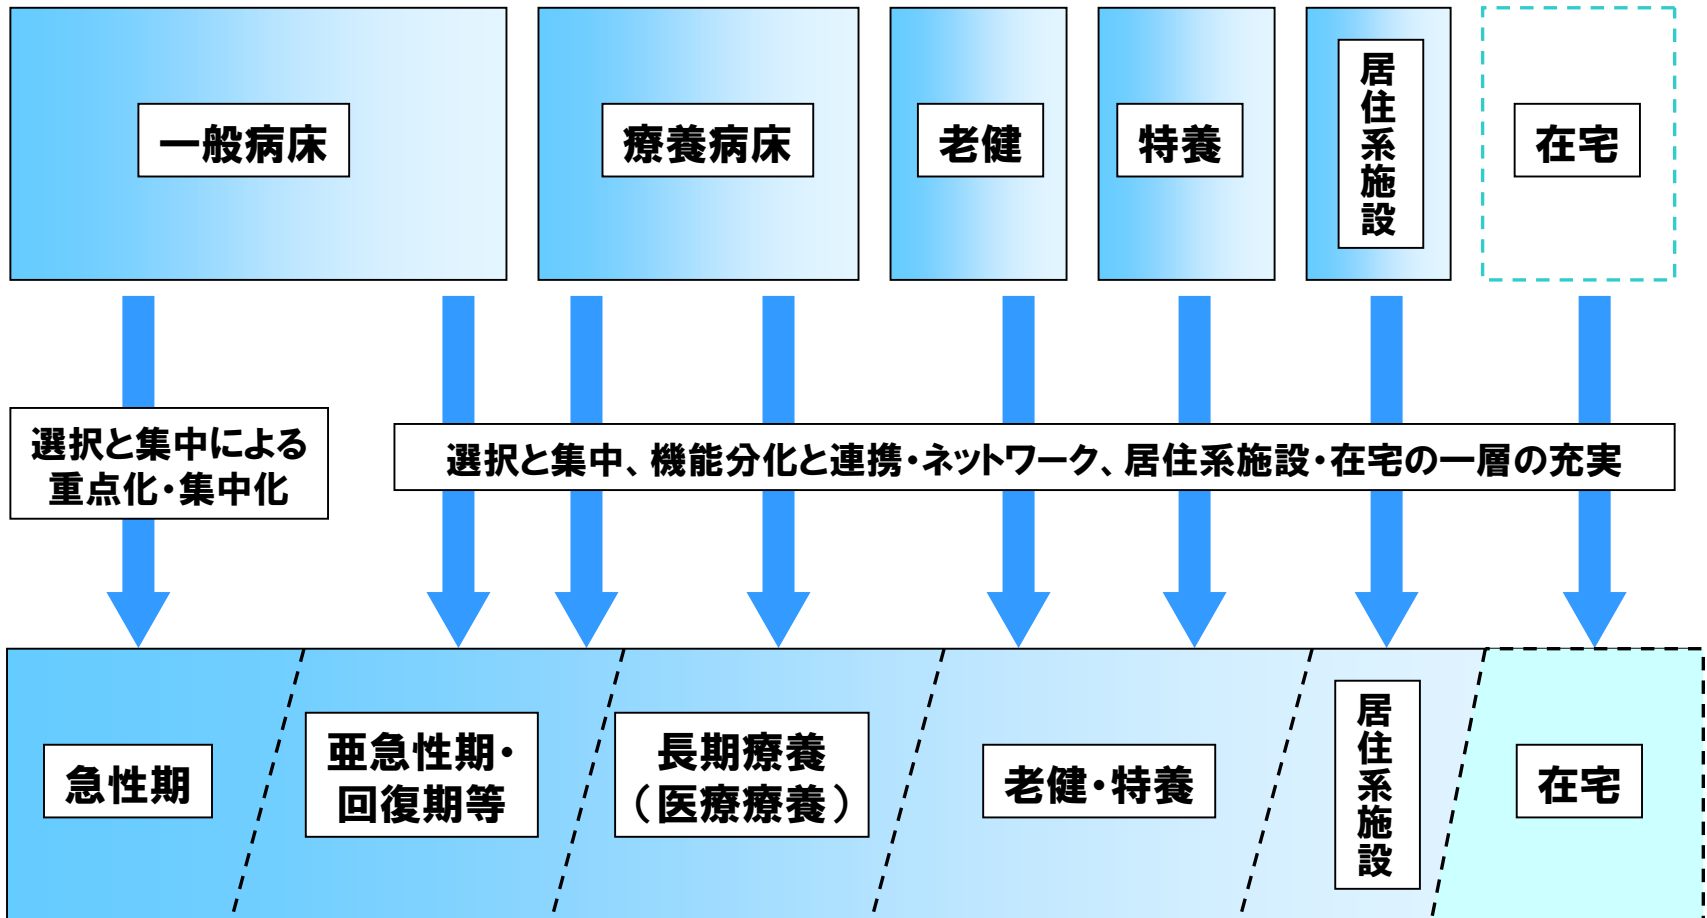 一般病床
療養病床
老健
特養
居住系施設
在宅
選択と集中による
重点化・集中化
選択と集中、機能分化と連携・ネットワーク、居住系施設・在宅の一層の充実
急性期
亜急性期・
回復期等
長期療養
（医療療養）
老健・特養
居住系施設
在宅